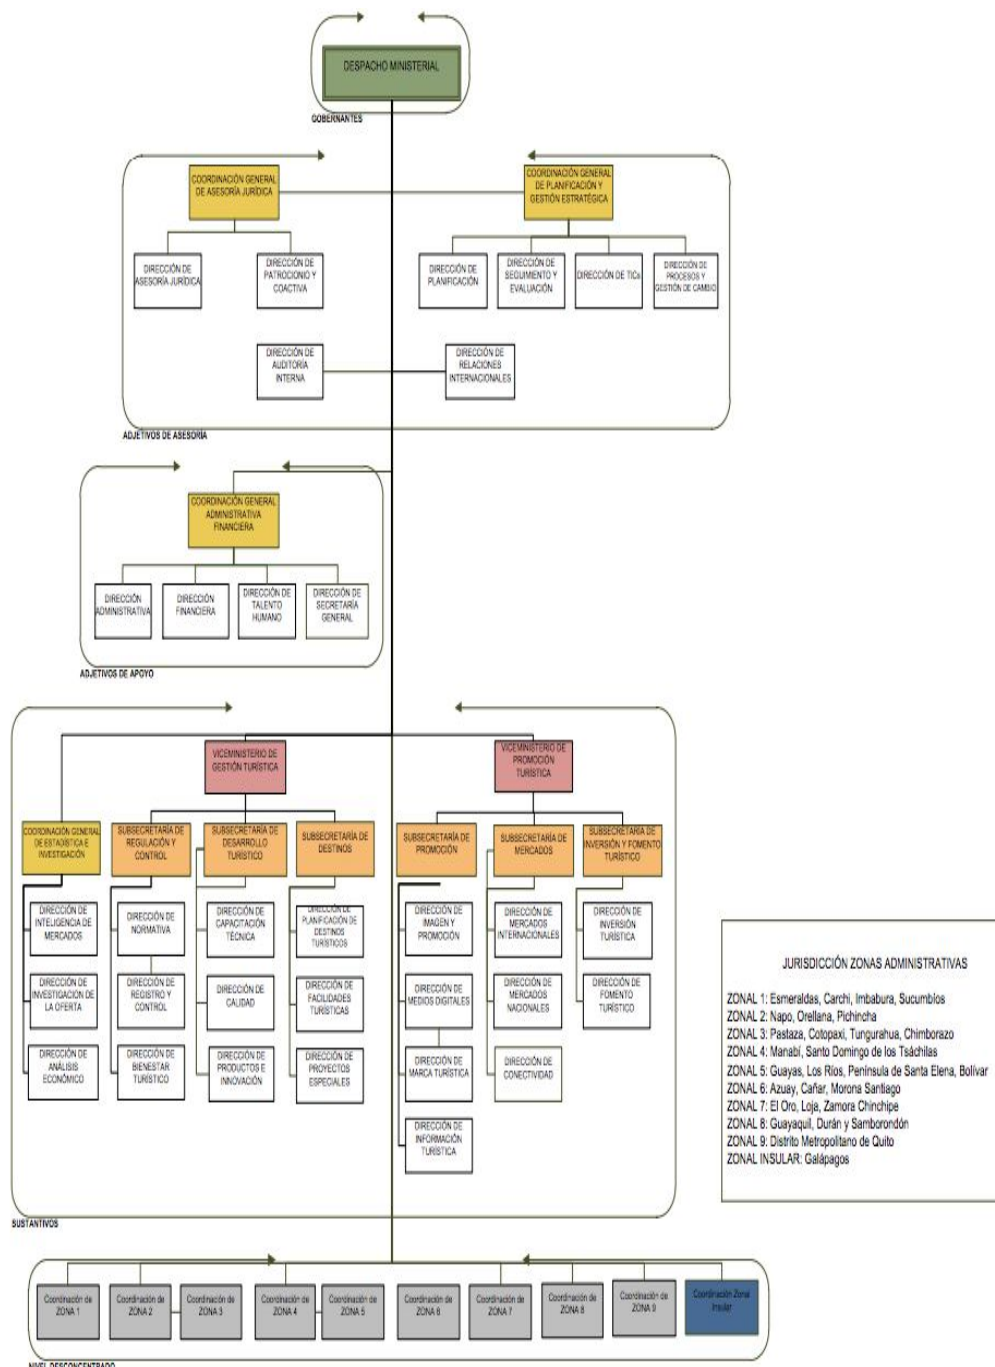 DESPACHO MINISTERIAL
GOBERNANTES
COORDINACIÓN GENERAL
DE ASESORÍA JURÍDICA
COORDINACIÓN GENERAL
DE PLANIFICACIÓN Y
GESTIÓN ESTRATÉGICA
DIRECCIÓN DE
ASESORÍA JURÍDICA
DIRECCIÓN DE
PATROCIONIO Y
COACTIVA
DIRECCIÓN DE
PLANIFICACIÓN
DIRECCIÓN DE
SEGUIMIENTO Y
EVALUACIÓN
DIRECCIÓN DE TICs
DIRECCIÓN DE
PROCESOS Y
GESTIÓN DE CAMBIO
DIRECCIÓN DE
AUDITORÍA
INTERNA
DIRECCIÓN DE
RELACIONES
INTERNACIONALES
ADJETIVOS DE ASESORÍA
COORDINACIÓN GENERAL
ADMINISTRATIVA
FINANCIERA
DIRECCIÓN
ADMINISTRATIVA
DIRECCIÓN
FINANCIERA
DIRECCIÓN DE
TALENTO
HUMANO
DIRECCIÓN DE
SECRETARÍA
GENERAL
ADJETIVOS DE APOYO
VICEMINISTERIO DE
GESTIÓN TURÍSTICA
VICEMINISTERIO DE
PROMOCIÓN
TURÍSTICA
COORDINACIÓN GENERAL
DE ESTADÍSTICA E
INVESTIGACIÓN
SUBSECRETARÍA DE
REGULACIÓN Y
CONTROL
SUBSECRETARÍA DE
DESARROLLO
TURÍSTICO
SUBSECRETARÍA DE
DESTINOS
SUBSECRETARÍA DE
PROMOCIÓN
SUBSECRETARÍA DE
MERCADOS
SUBSECRETARÍA DE
INVERSIÓN Y FOMENTO
TURÍSTICO
DIRECCIÓN DE
INTELIGENCIA DE
MERCADOS
DIRECCIÓN DE
NORMATIVA
DIRECCIÓN DE
CAPACITACIÓN
TÉCNICA
DIRECCIÓN DE
PLANIFICACIÓN DE
DESTINOS
TURÍSTICOS
DIRECCIÓN DE
IMAGEN Y
PROMOCIÓN
DIRECCIÓN DE
MERCADOS
INTERNACIONALES
DIRECCIÓN DE
INVERSIÓN
TURÍSTICA
DIRECCIÓN DE
INVESTIGACIÓN DE
LA OFERTA
DIRECCIÓN DE
REGISTRO Y
CONTROL
DIRECCIÓN DE
CALIDAD
DIRECCIÓN DE
FACILIDADES
TURÍSTICAS
DIRECCIÓN DE
MEDIOS DIGITALES
DIRECCIÓN DE
MERCADOS
NACIONALES
DIRECCIÓN DE
FOMENTO
TURÍSTICO
DIRECCIÓN DE
ANÁLISIS
ECONÓMICO
DIRECCIÓN DE
BIENESTAR
TURÍSTICO
DIRECCIÓN DE
PRODUCTOS E
INNOVACIÓN
DIRECCIÓN DE
PROYECTOS
ESPECIALES
DIRECCIÓN DE
MARCA TURÍSTICA
DIRECCIÓN DE
CONECTIVIDAD
DIRECCIÓN DE
INFORMACIÓN
TURÍSTICA
SUSTANTIVOS
JURISDICCIÓN ZONAS ADMINISTRATIVAS
ZONAL 1: Esmeraldas, Carchi, Imbabura, Sucumbíos
ZONAL 2: Napo, Orellana, Pichincha
ZONAL 3: Pastaza, Cotopaxi, Tungurahua, Chimborazo
ZONAL 4: Manabí, Santo Domingo de los Tsáchilas
ZONAL 5: Guayas, Los Ríos, Península de Santa Elena, Bolívar
ZONAL 6: Azuay, Cañar, Morona Santiago
ZONAL 7: El Oro, Loja, Zamora Chinchipe
ZONAL 8: Guayaquil, Durán y Samborondón
ZONAL 9: Distrito Metropolitano de Quito
ZONAL INSULAR: Galápagos
Coordinación de
ZONA 1
Coordinación de
ZONA 2
Coordinación de
ZONA 3
Coordinación de
ZONA 4
Coordinación de
ZONA 5
Coordinación de
ZONA 6
Coordinación de
ZONA 7
Coordinación de
ZONA 8
Coordinación de
ZONA 9
Coordinación Zonal
Insular
NIVEL DESCONCENTRADO